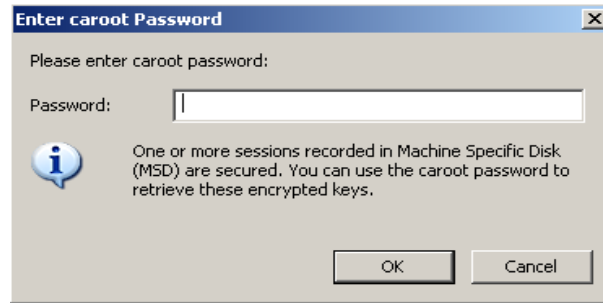 Enter caroot Password
Please enter caroot password:
Password:
One or more sessions recorded in Machine Specific Disk
(MSD) are secured. You can use the caroot password to
retrieve these encrypted keys.
OK Cancel